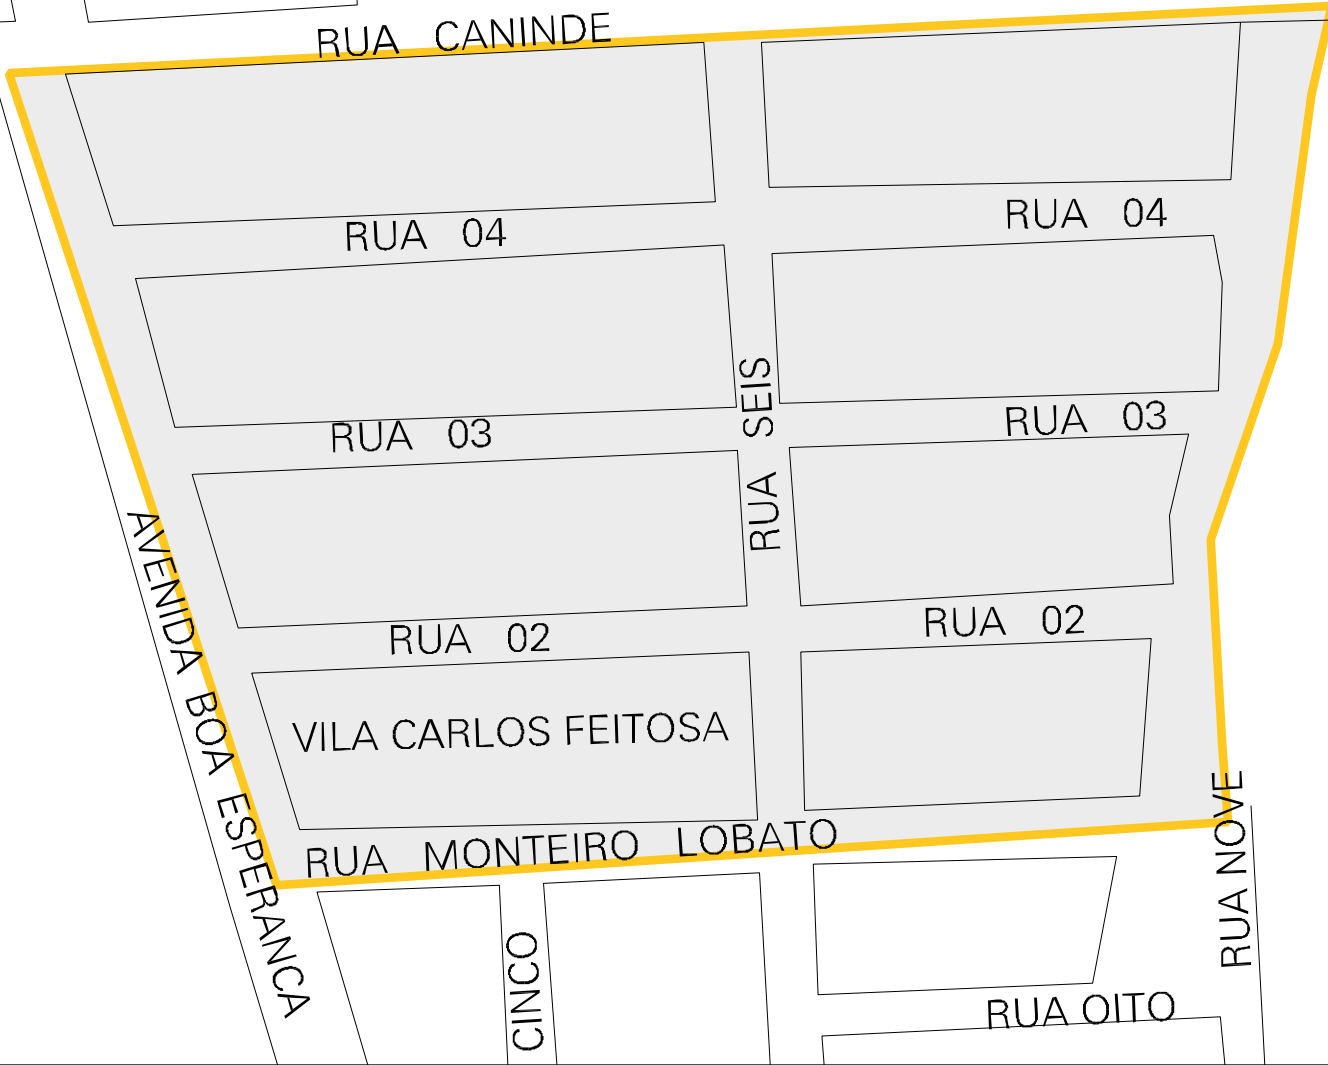 RUA CANINDE
RUA 04
RUA 04
RUA SEIS
RUA 03
RUA 03
AVENIDA BOA ESPERANCA
RUA 02
RUA 02
VILA CARLOS FEITOSA
RUA MONTEIRO LOBATO
RUA NOVE
CINCO
RUA OITO